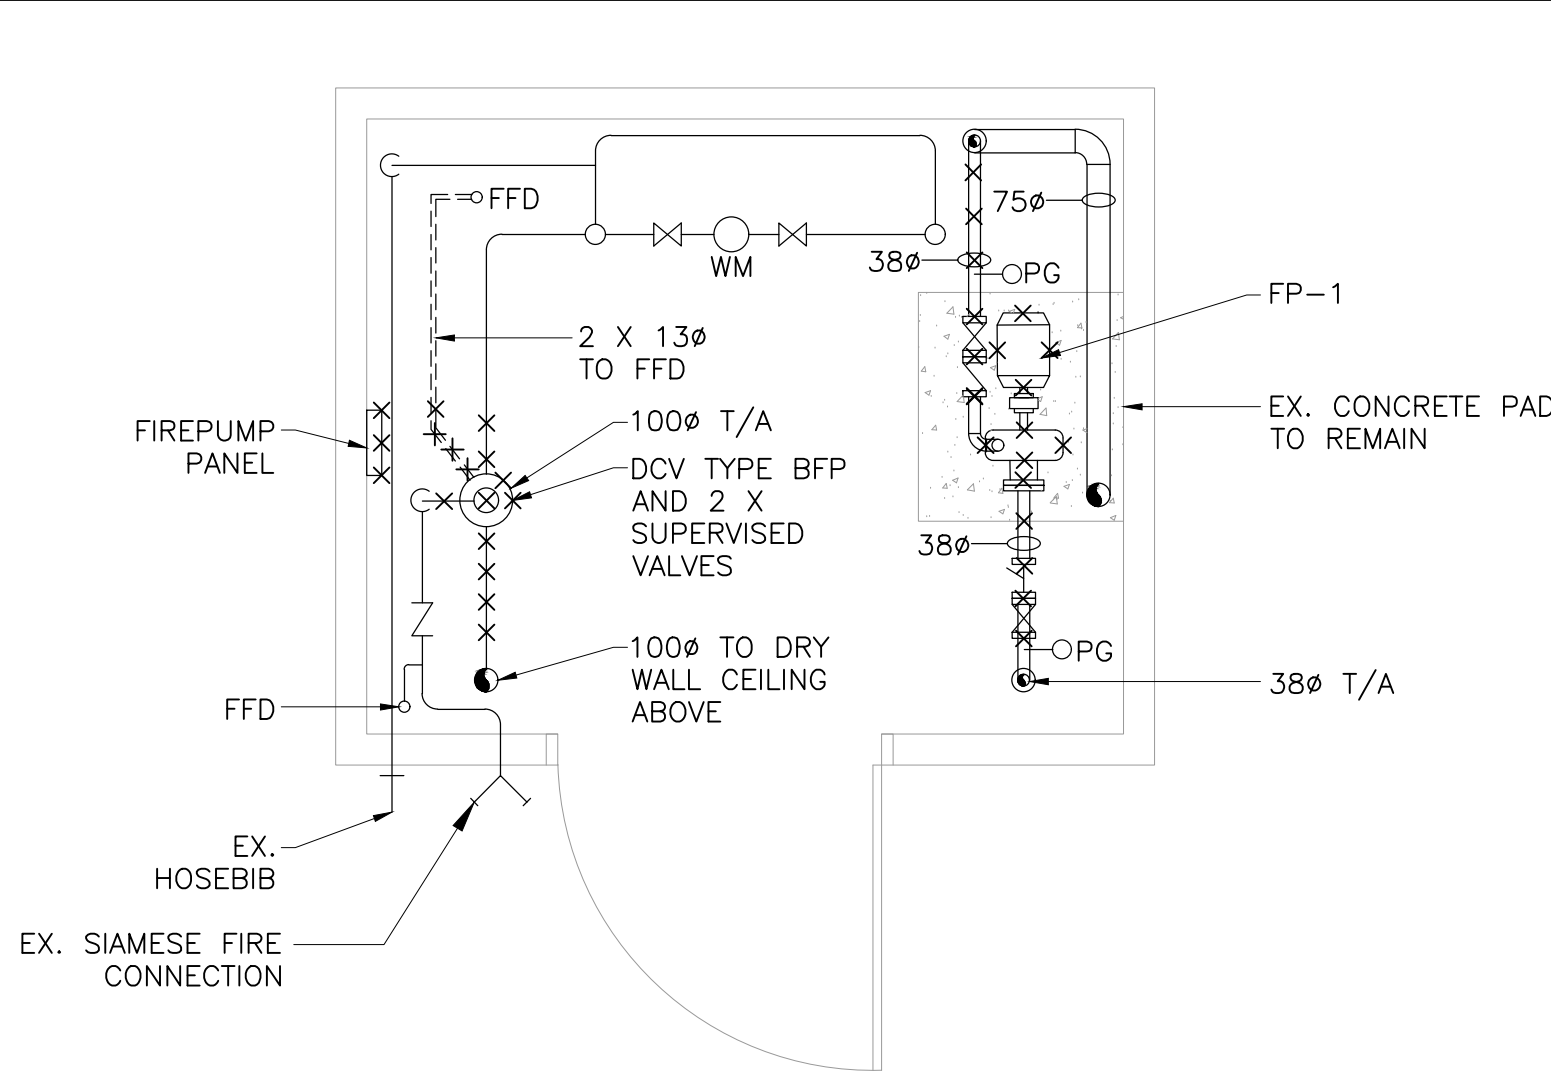 FFD
75ø
WM
38ø
PG
FP-1
2 X 13ø
TO FFD
EX. CONCRETE PAD
TO REMAIN
FIREPUMP
PANEL
100ø T/A
DCV TYPE BFP
AND 2 X
SUPERVISED
VALVES
38ø
100ø TO DRY
WALL CEILING
ABOVE
PG
38ø T/A
FFD
EX.
HOSEBIB
EX. SIAMESE FIRE
CONNECTION